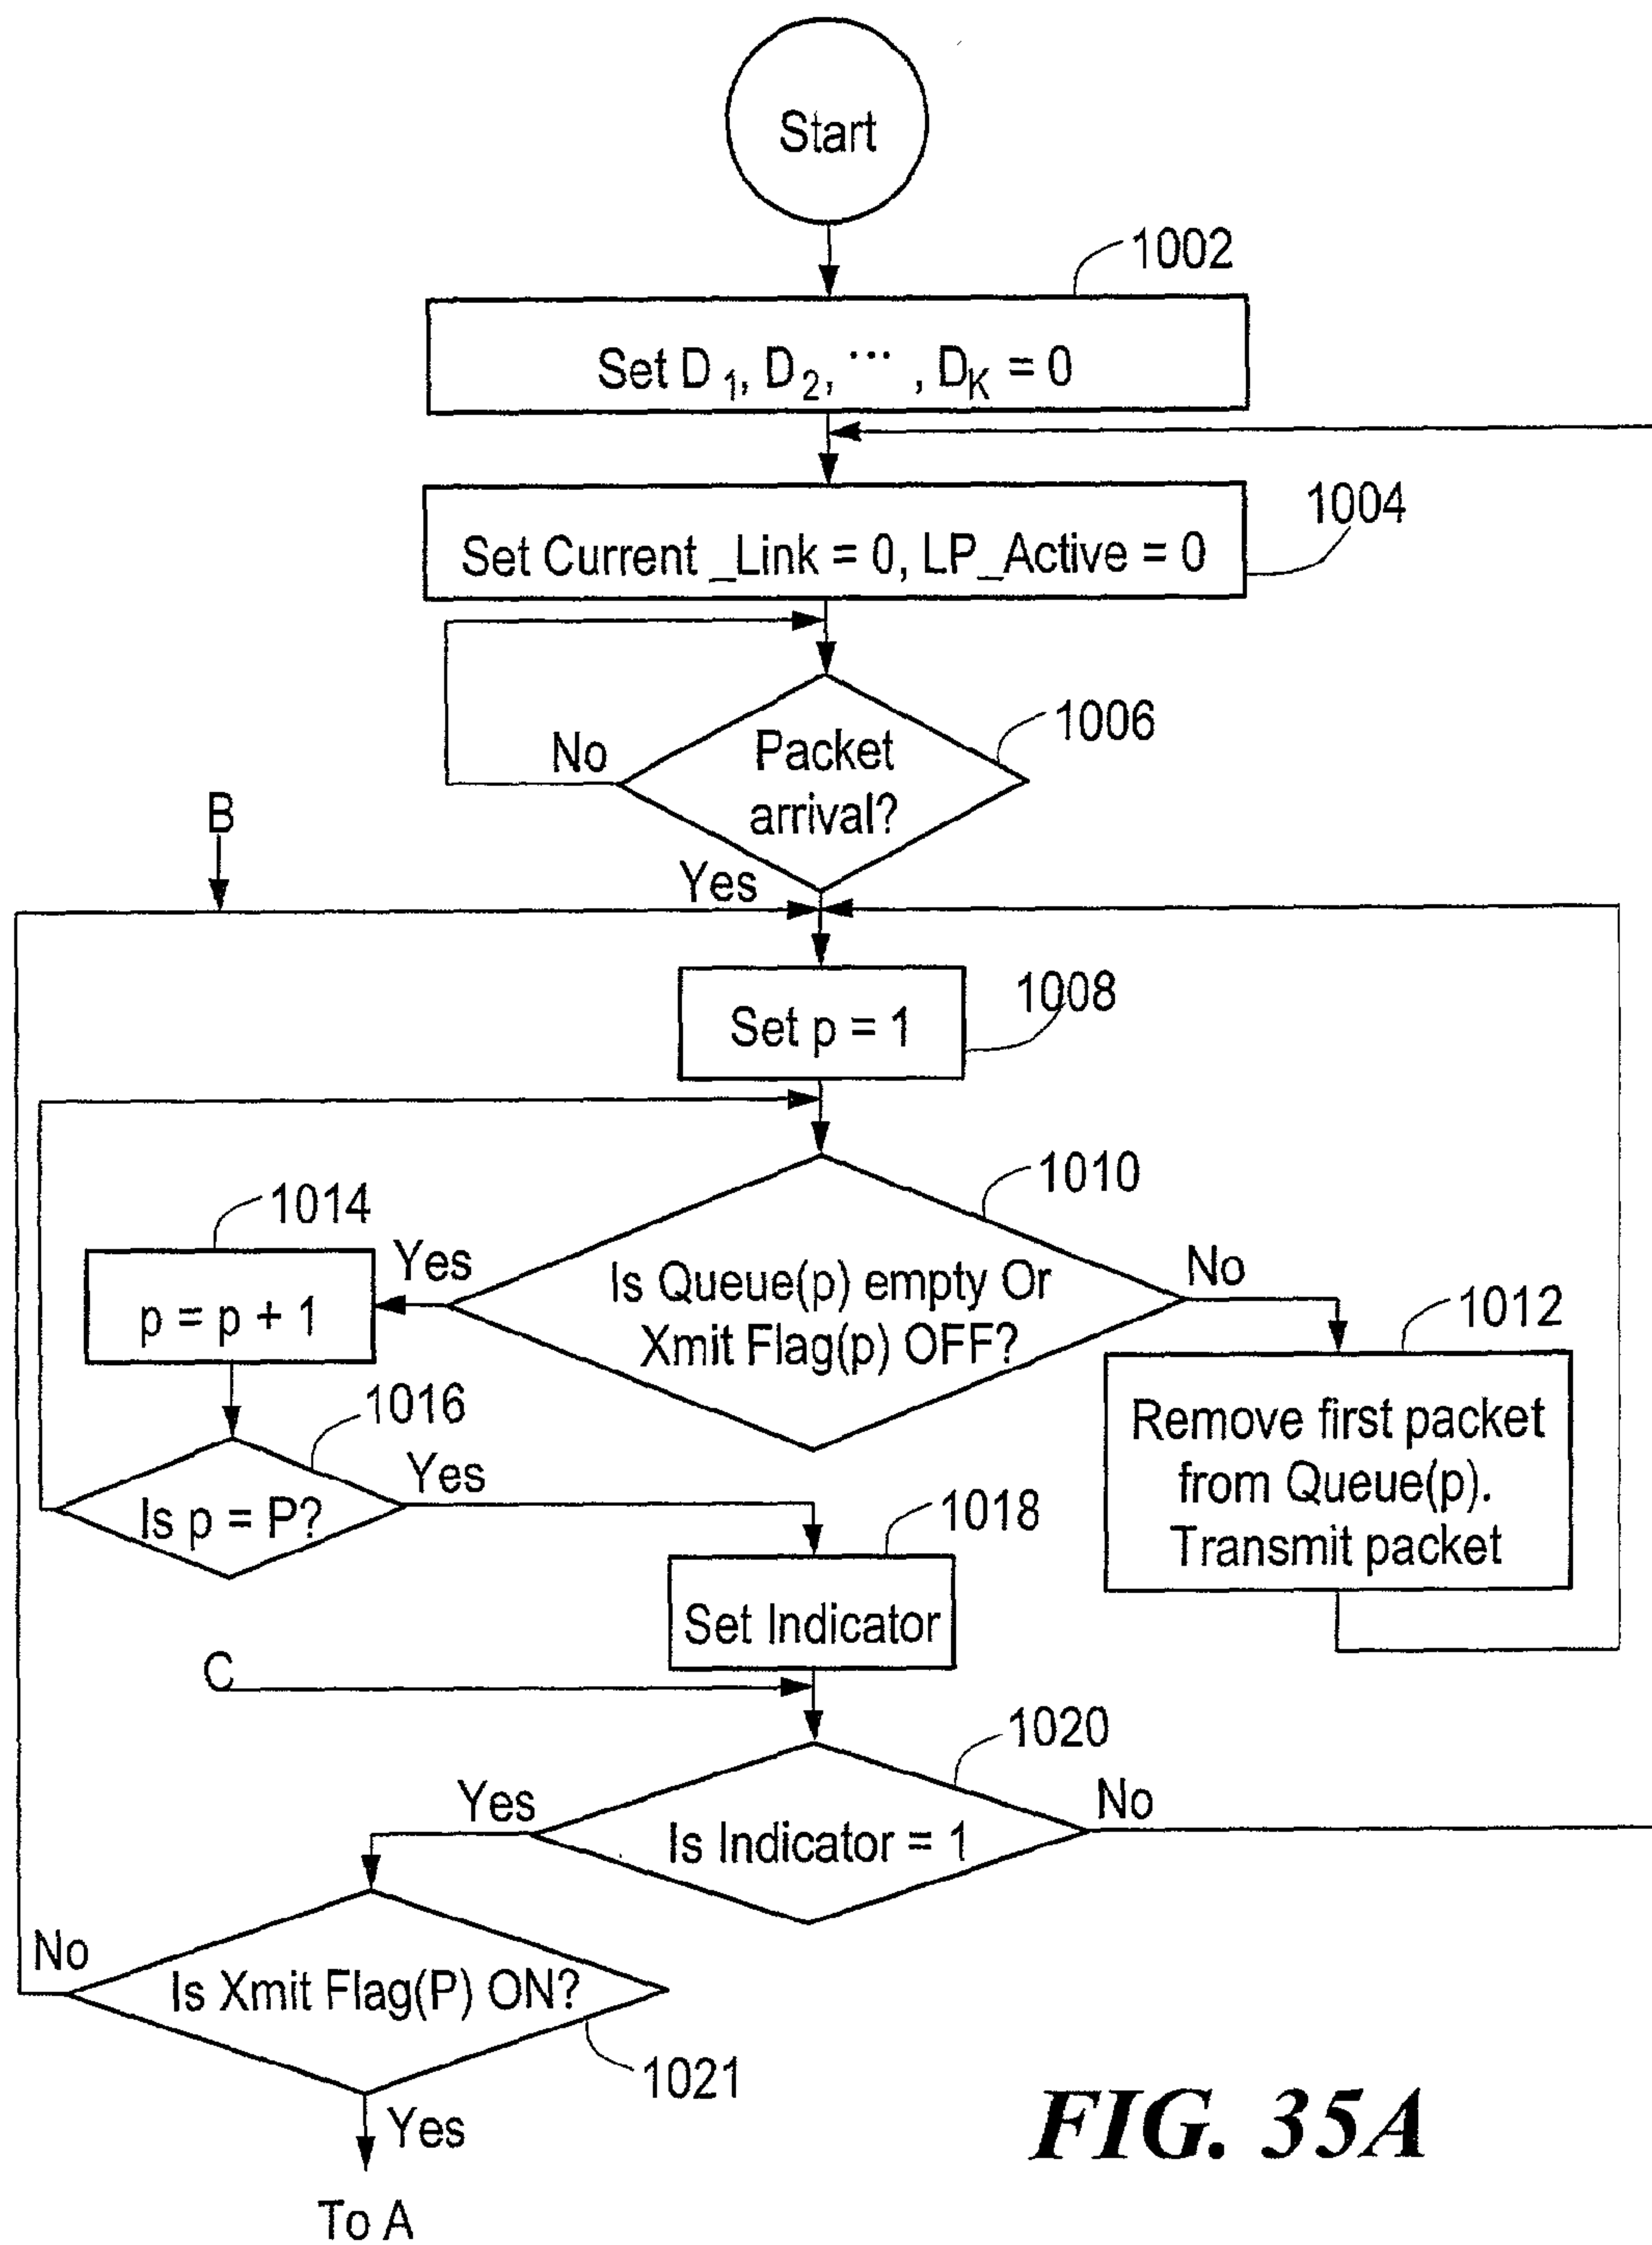 Start
1002
Set D1, D2, ... , DK = 0
1004
Set Current _Link = 0, LP_Active = 0
1006
Packet
arrival?
No
B
Yes
1008
Set p = 1
1010
1014
Is Queue(p) empty Or
Xmit Flag(p) OFF?
Yes
No
p = p + 1
1012
Remove first packet
from Queue(p).
Transmit packet
1016
Is p = P?
Yes
1018
Set Indicator
C
1020
Is Indicator = 1
Yes
No
Is Xmit Flag(P) ON?
No
1021
Yes
To A
FIG. 35A